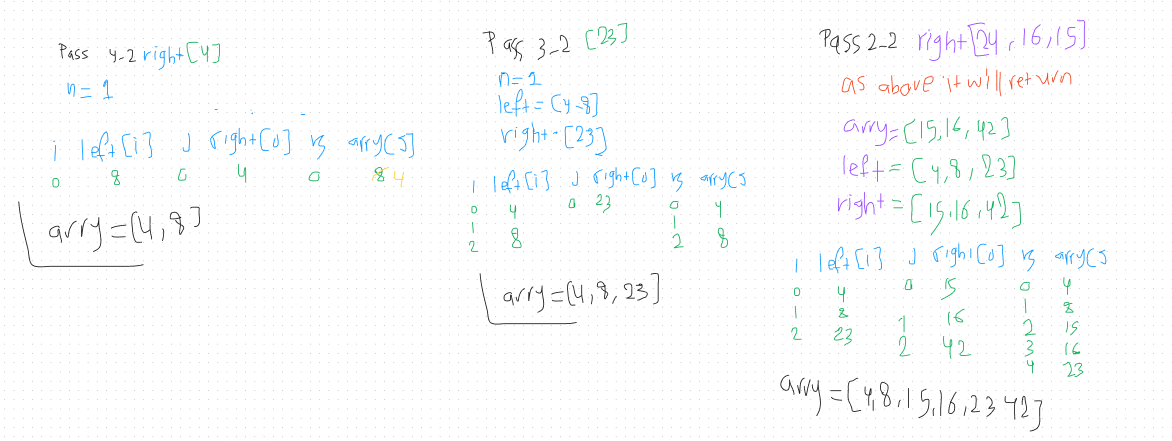 Pass 4-2 right[4]
n= 1
i left[i] J right[J] k arry[J]
0 8 0 4 0 8 4
arry=[4,8]
Pass 3-2 [23]
n=1
left=[4-8]
right-[23]
I left[i] J right[J] k arry[J
0 4 0 23 0 4
1 1
2 8 2 8
arry=[4,8,23]
Pass 2-2 right[24,16,15]
as above it will return
arry=[15,16,42]
left=[4,8,23]
right=[15,16,42]
I left[i] J right[J] k arry[J
0 4 0 15 0 4
1 8 1 16 1 8
2 23 2 42 2 15
3 16
4 23
arry=[4,8,15,16,23 42]